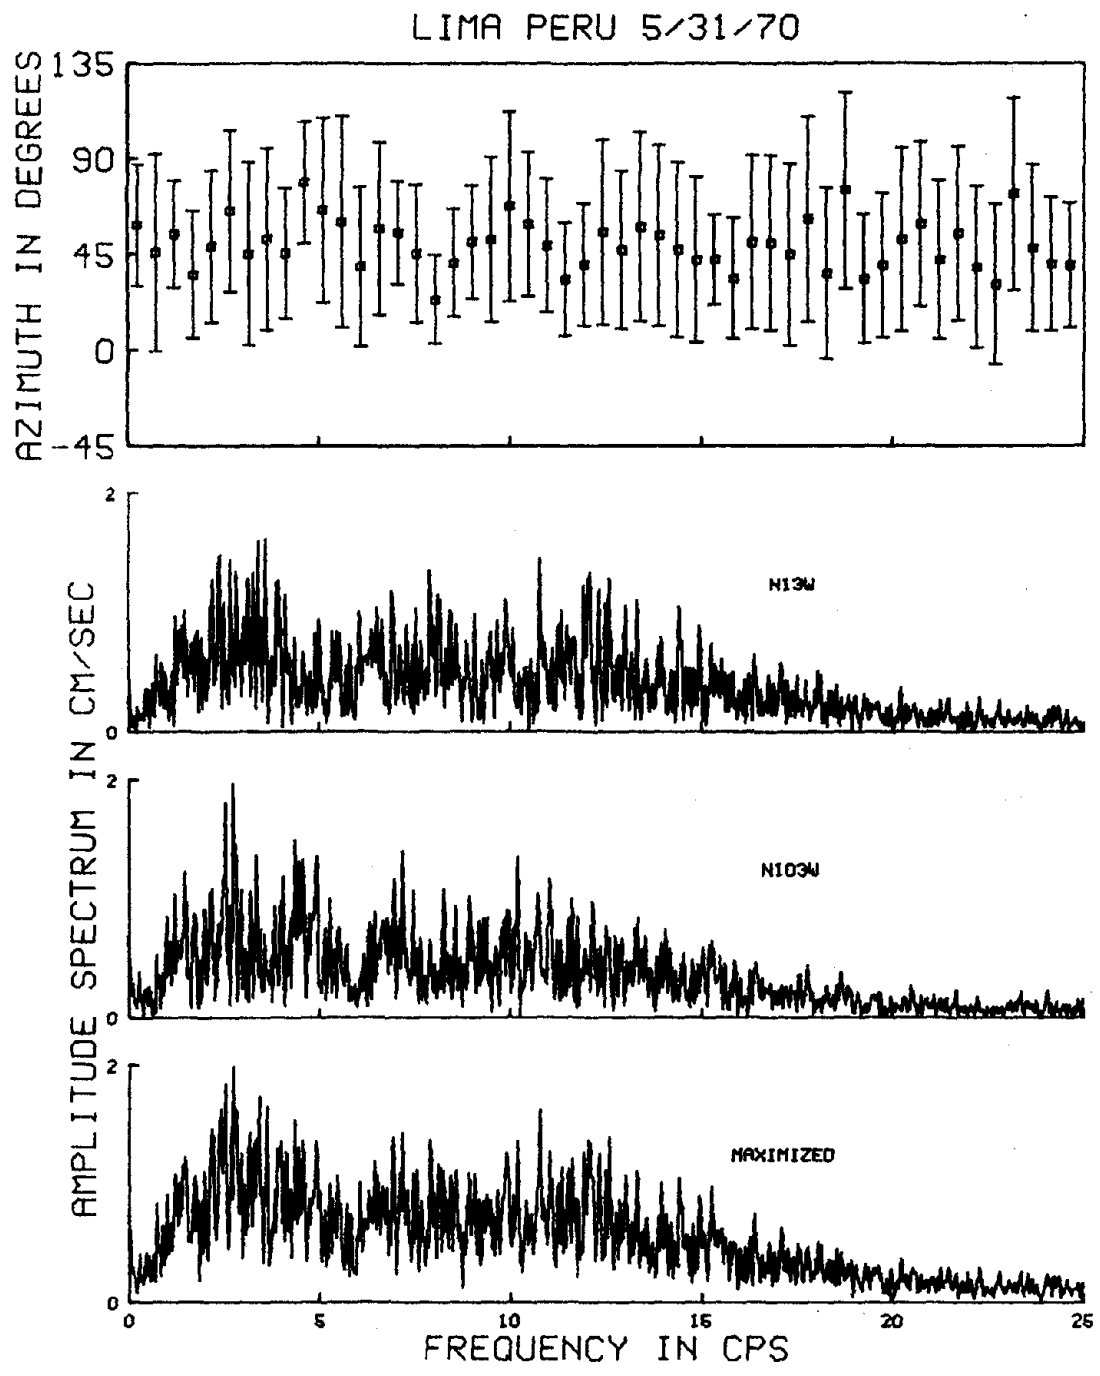 LIMA PERU 5/31/70
AZIMUTH IN DEGREES
135
90
45
0
-45
AMPLITUDE SPECTRUM IN CM/SEC
2
N13W
0
2
N103W
0
2
MAXIMIZED
0
0 5 10 15 20 25
FREQUENCY IN CPS